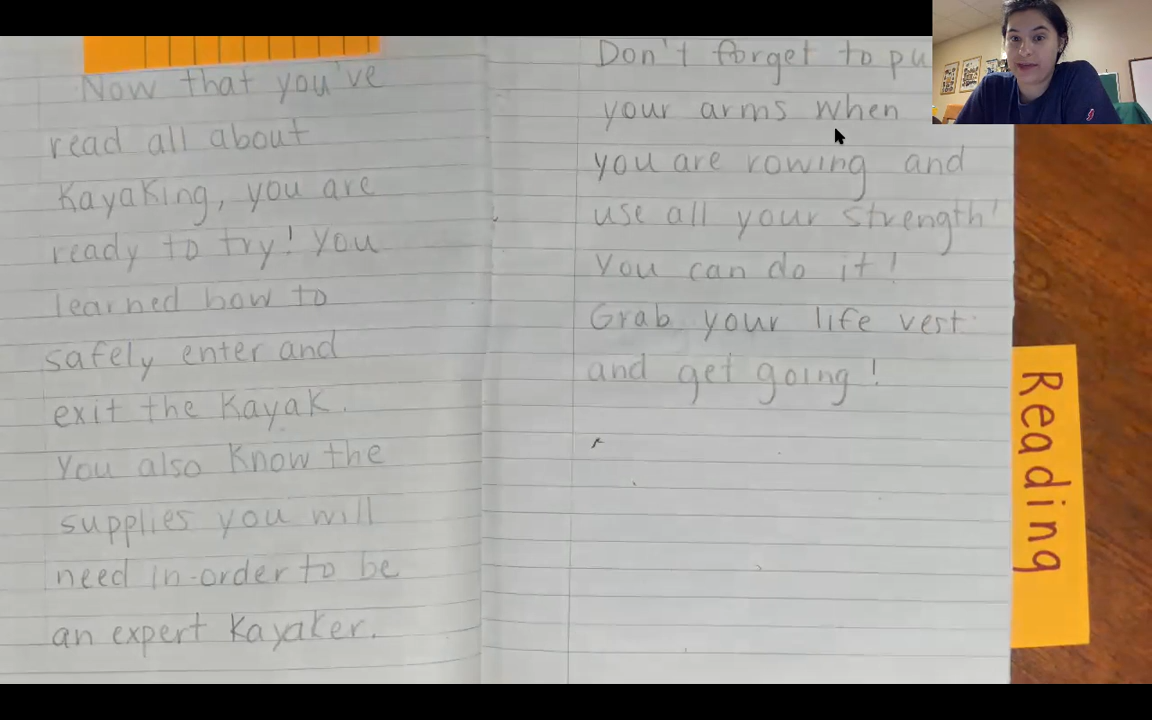 Now that you've
read all about
Kayaking, you are
ready to try! You
learned how to
safely enter and
exit the Kayak.
You also Know the
supplies you will
need in order to be
an expert Kayaker.
Don't forget to
your arms when
you are rowing and
use all your strength!
You can do it!
Grab your life vest
and get going!
Reading